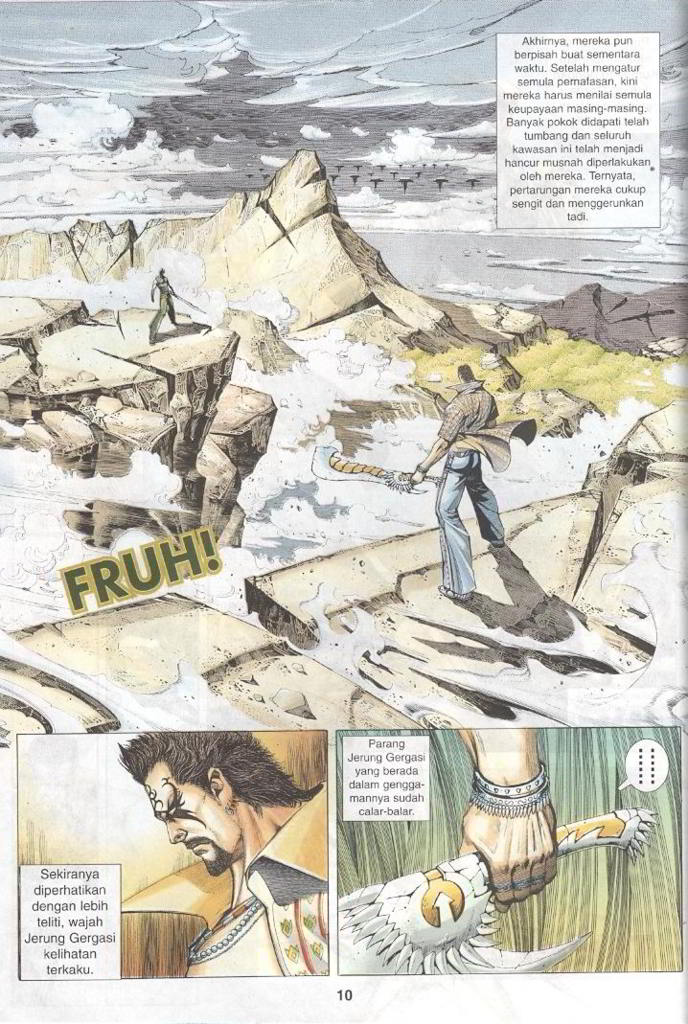 Akhirnya, mereka pun
berpisah buat sementara
waktu. Setelah mengatur
semula pernafasan, kini
mereka harus menilai semula
keupayaan masing-masing.
Banyak pokok didapati telah
tumbang dan seluruh
kawasan ini telah menjadi
hancur musnah diperlakukan
oleh mereka. Ternyata,
pertarungan mereka cukup
sengit dan menggerunkan
tadi.
FRUH!
Sekiranya
diperhatikan
dengan lebih
teliti, wajah
Jerung Gergasi
kelihatan
terkaku.
Parang
Jerung Gergasi
yang berada
dalam gengga-
mannya sudah
calar-balar.
10